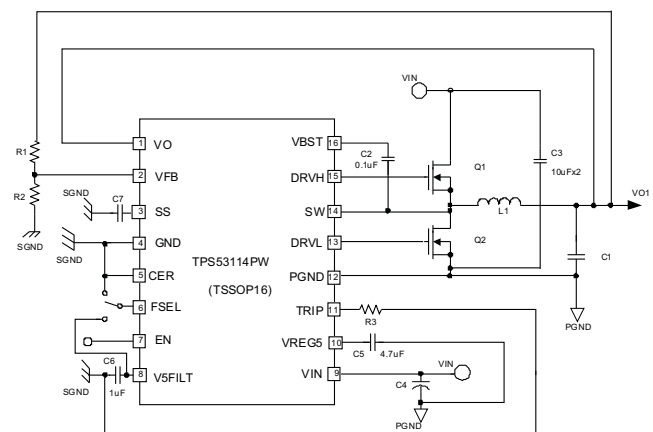 VIN
R1
R2
SGND
1 VO
2 VFB
SGND
C7
3 SS
SGND
4 GND
5 CER
6 FSEL
7 EN
C6
1uF
SGND
8 V5FILT
TPS53114PW
(TSSOP16)
VBST 16
DRVH 15
SW 14
DRVL 13
PGND 12
TRIP 11
VREG5 10
VIN 9
C2
0.1uF
Q1
Q2
C3
10uFx2
L1
VO1
C1
PGND
R3
C5 4.7uF
VIN
C4
PGND